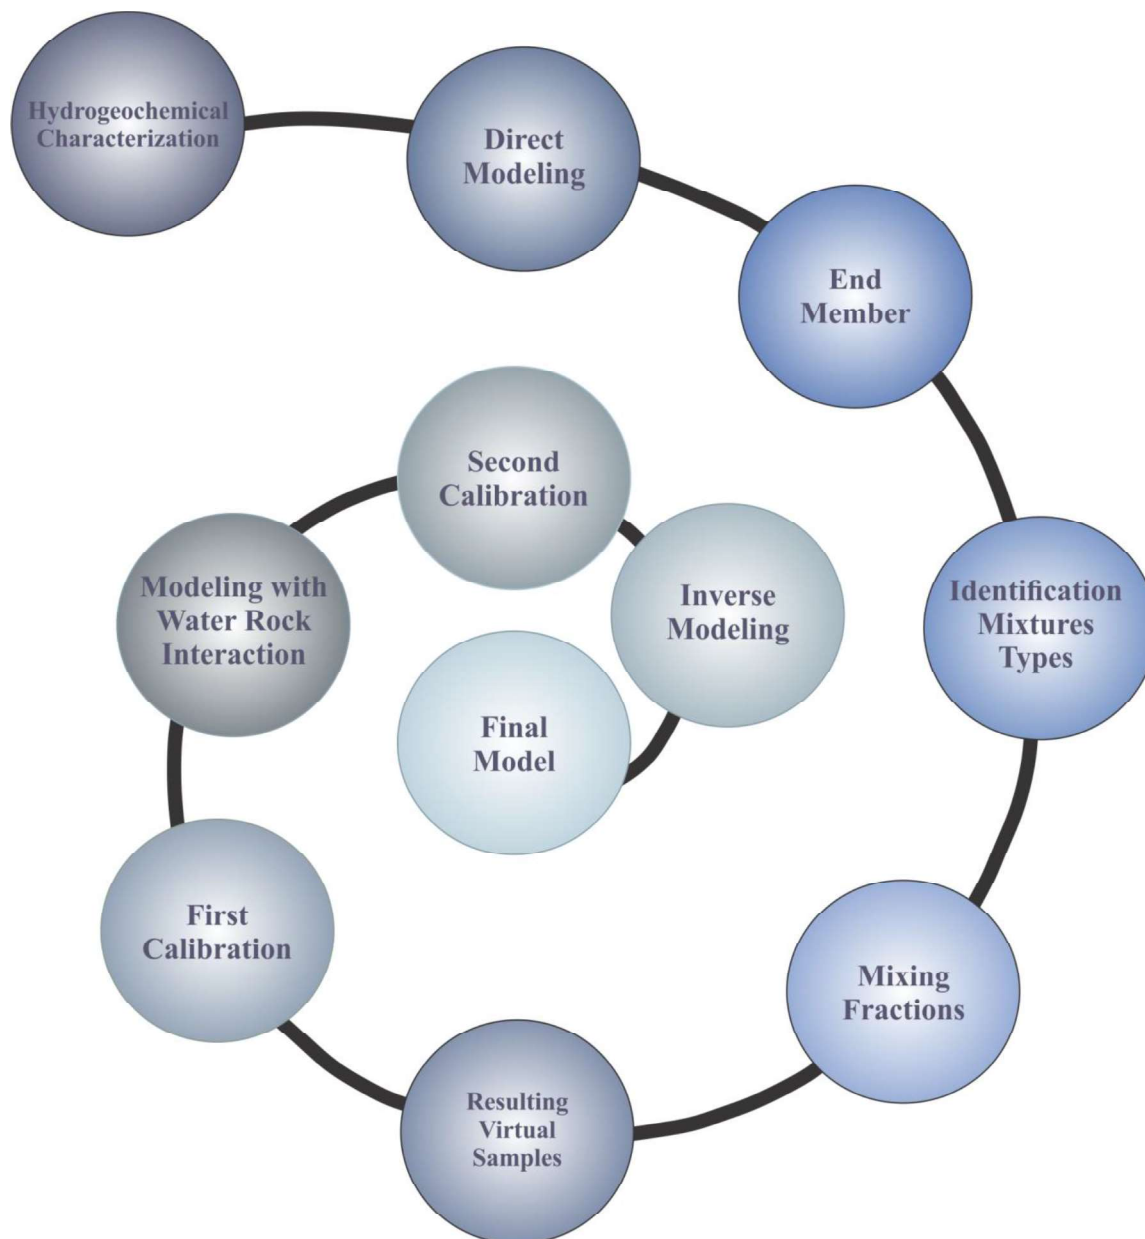 Hydrogeochemical
Characterization
Direct
Modeling
End
Member
Identification
Mixtures
Types
Mixing
Fractions
Resulting
Virtual
Samples
First
Calibration
Modeling with
Water Rock
Interaction
Second
Calibration
Inverse
Modeling
Final
Model